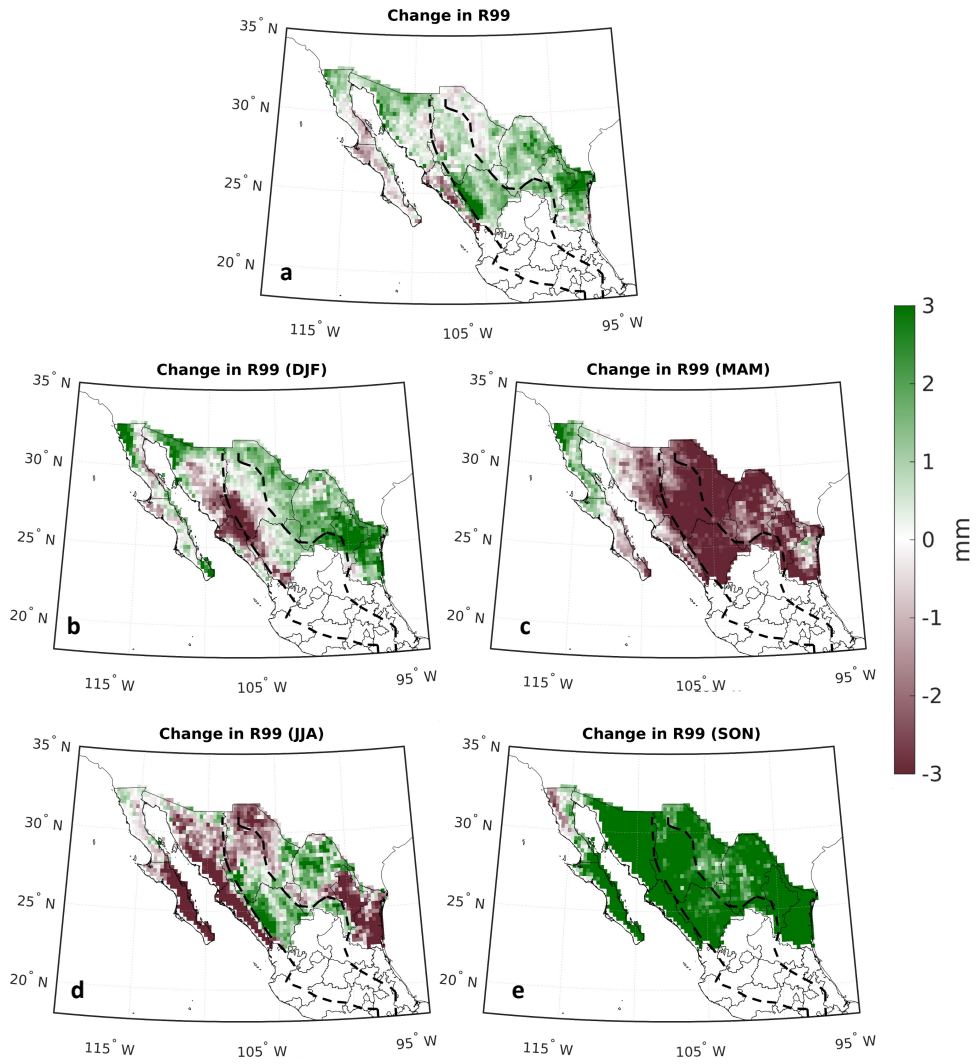 Change in R99
35° N
30° N
25° N
20° N
a
115° W
105° W
95° W
Change in R99 (DJF)
35° N
30° N
25° N
20° N
b
115° W
105° W
95° W
Change in R99 (MAM)
35° N
30° N
25° N
20° N
c
115° W
105° W
95° W
3
2
1
0
-1
-2
-3
mm
Change in R99 (JJA)
35° N
30° N
25° N
20° N
d
115° W
105° W
95° W
Change in R99 (SON)
35° N
30° N
25° N
20° N
e
115° W
105° W
95° W